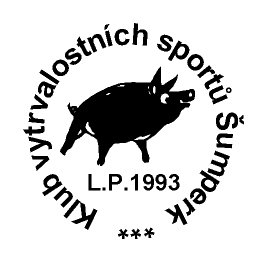 Klub vytrvalostních sportů Šumperk
L.P.1993
***